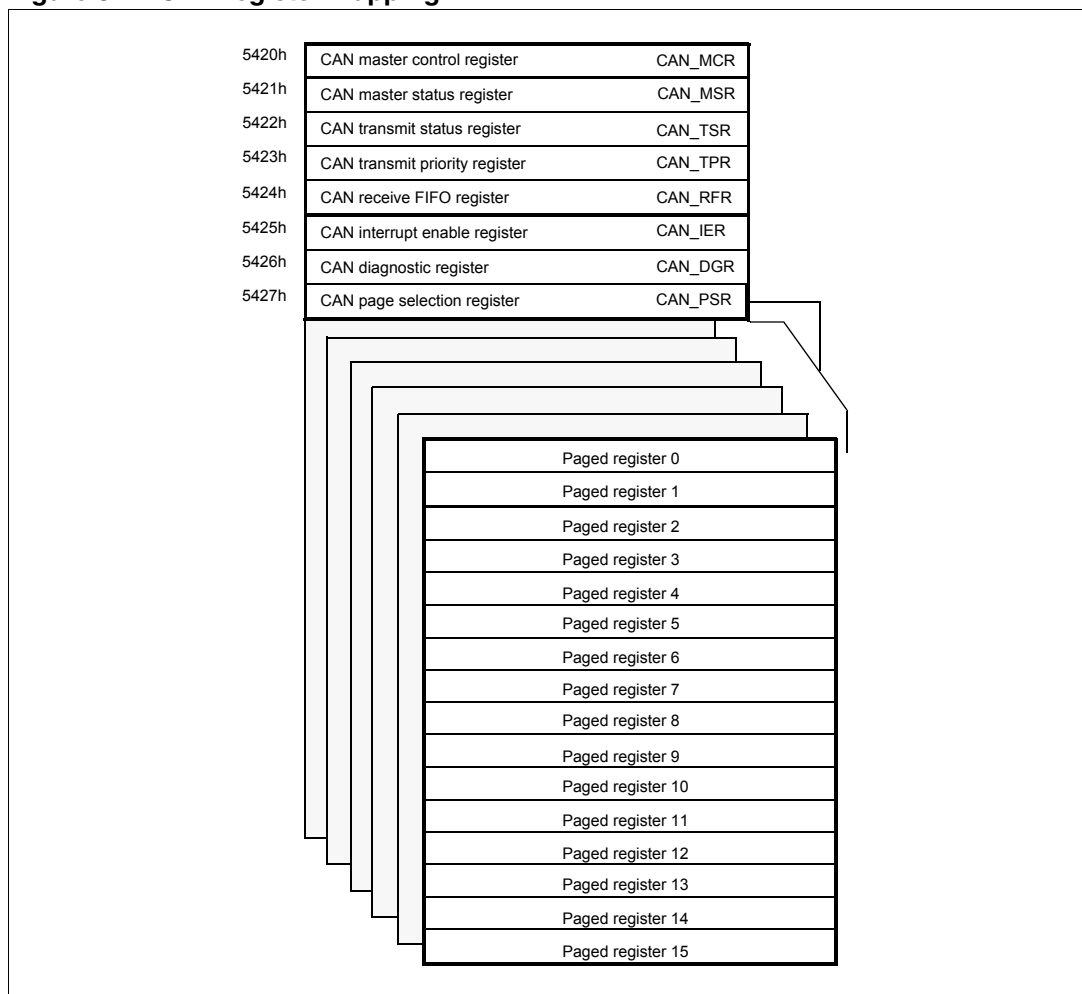 5420h CAN master control register CAN_MCR
5421h CAN master status register CAN_MSR
5422h CAN transmit status register CAN_TSR
5423h CAN transmit priority register CAN_TPR
5424h CAN receive FIFO register CAN_RFR
5425h CAN interrupt enable register CAN_IER
5426h CAN diagnostic register CAN_DGR
5427h CAN page selection register CAN_PSR
Paged register 0
Paged register 1
Paged register 2
Paged register 3
Paged register 4
Paged register 5
Paged register 6
Paged register 7
Paged register 8
Paged register 9
Paged register 10
Paged register 11
Paged register 12
Paged register 13
Paged register 14
Paged register 15